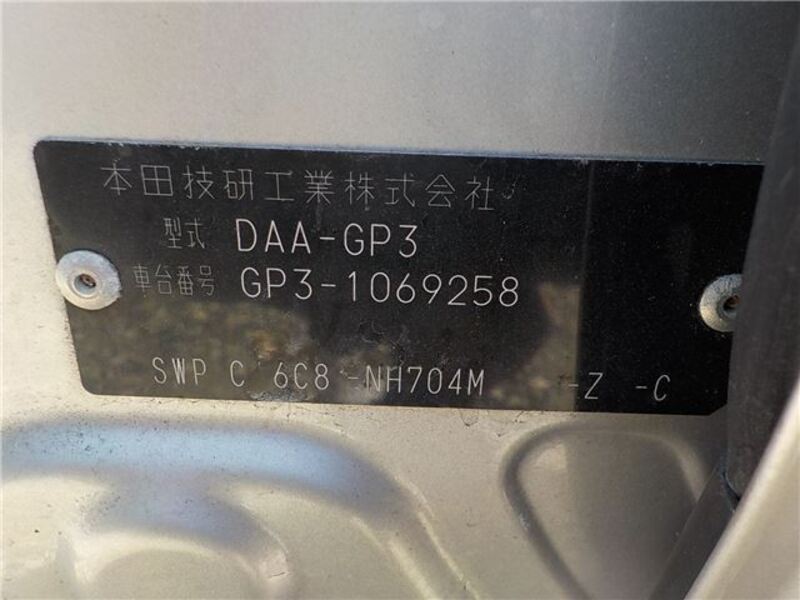 本田技研工業株式会社
型式 DAA-GP3
車台番号 GP3-1069258
SWP C 6C8 -NH704M -Z -C